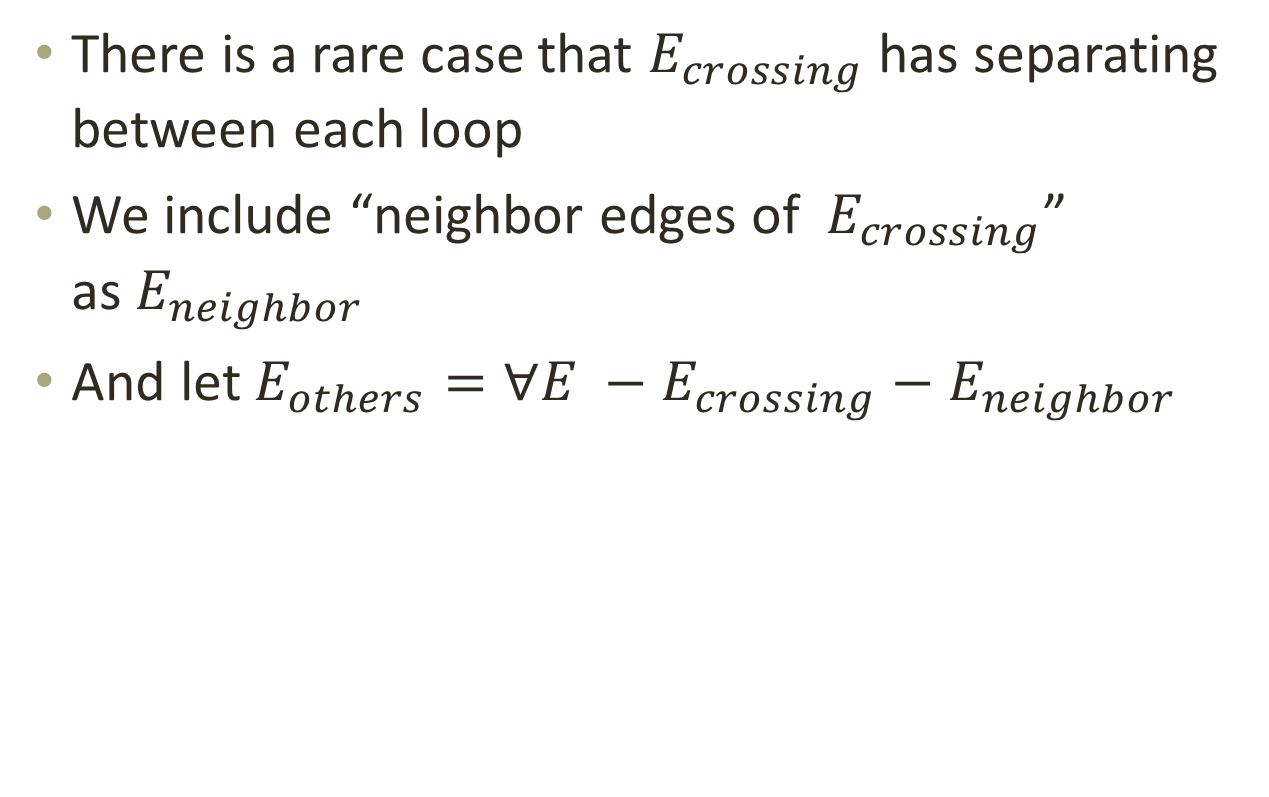 • There is a rare case that E_crossing has separating
between each loop
• We include “neighbor edges of E_crossing”
as E_neighbor
• And let E_others = ∀E − E_crossing − E_neighbor